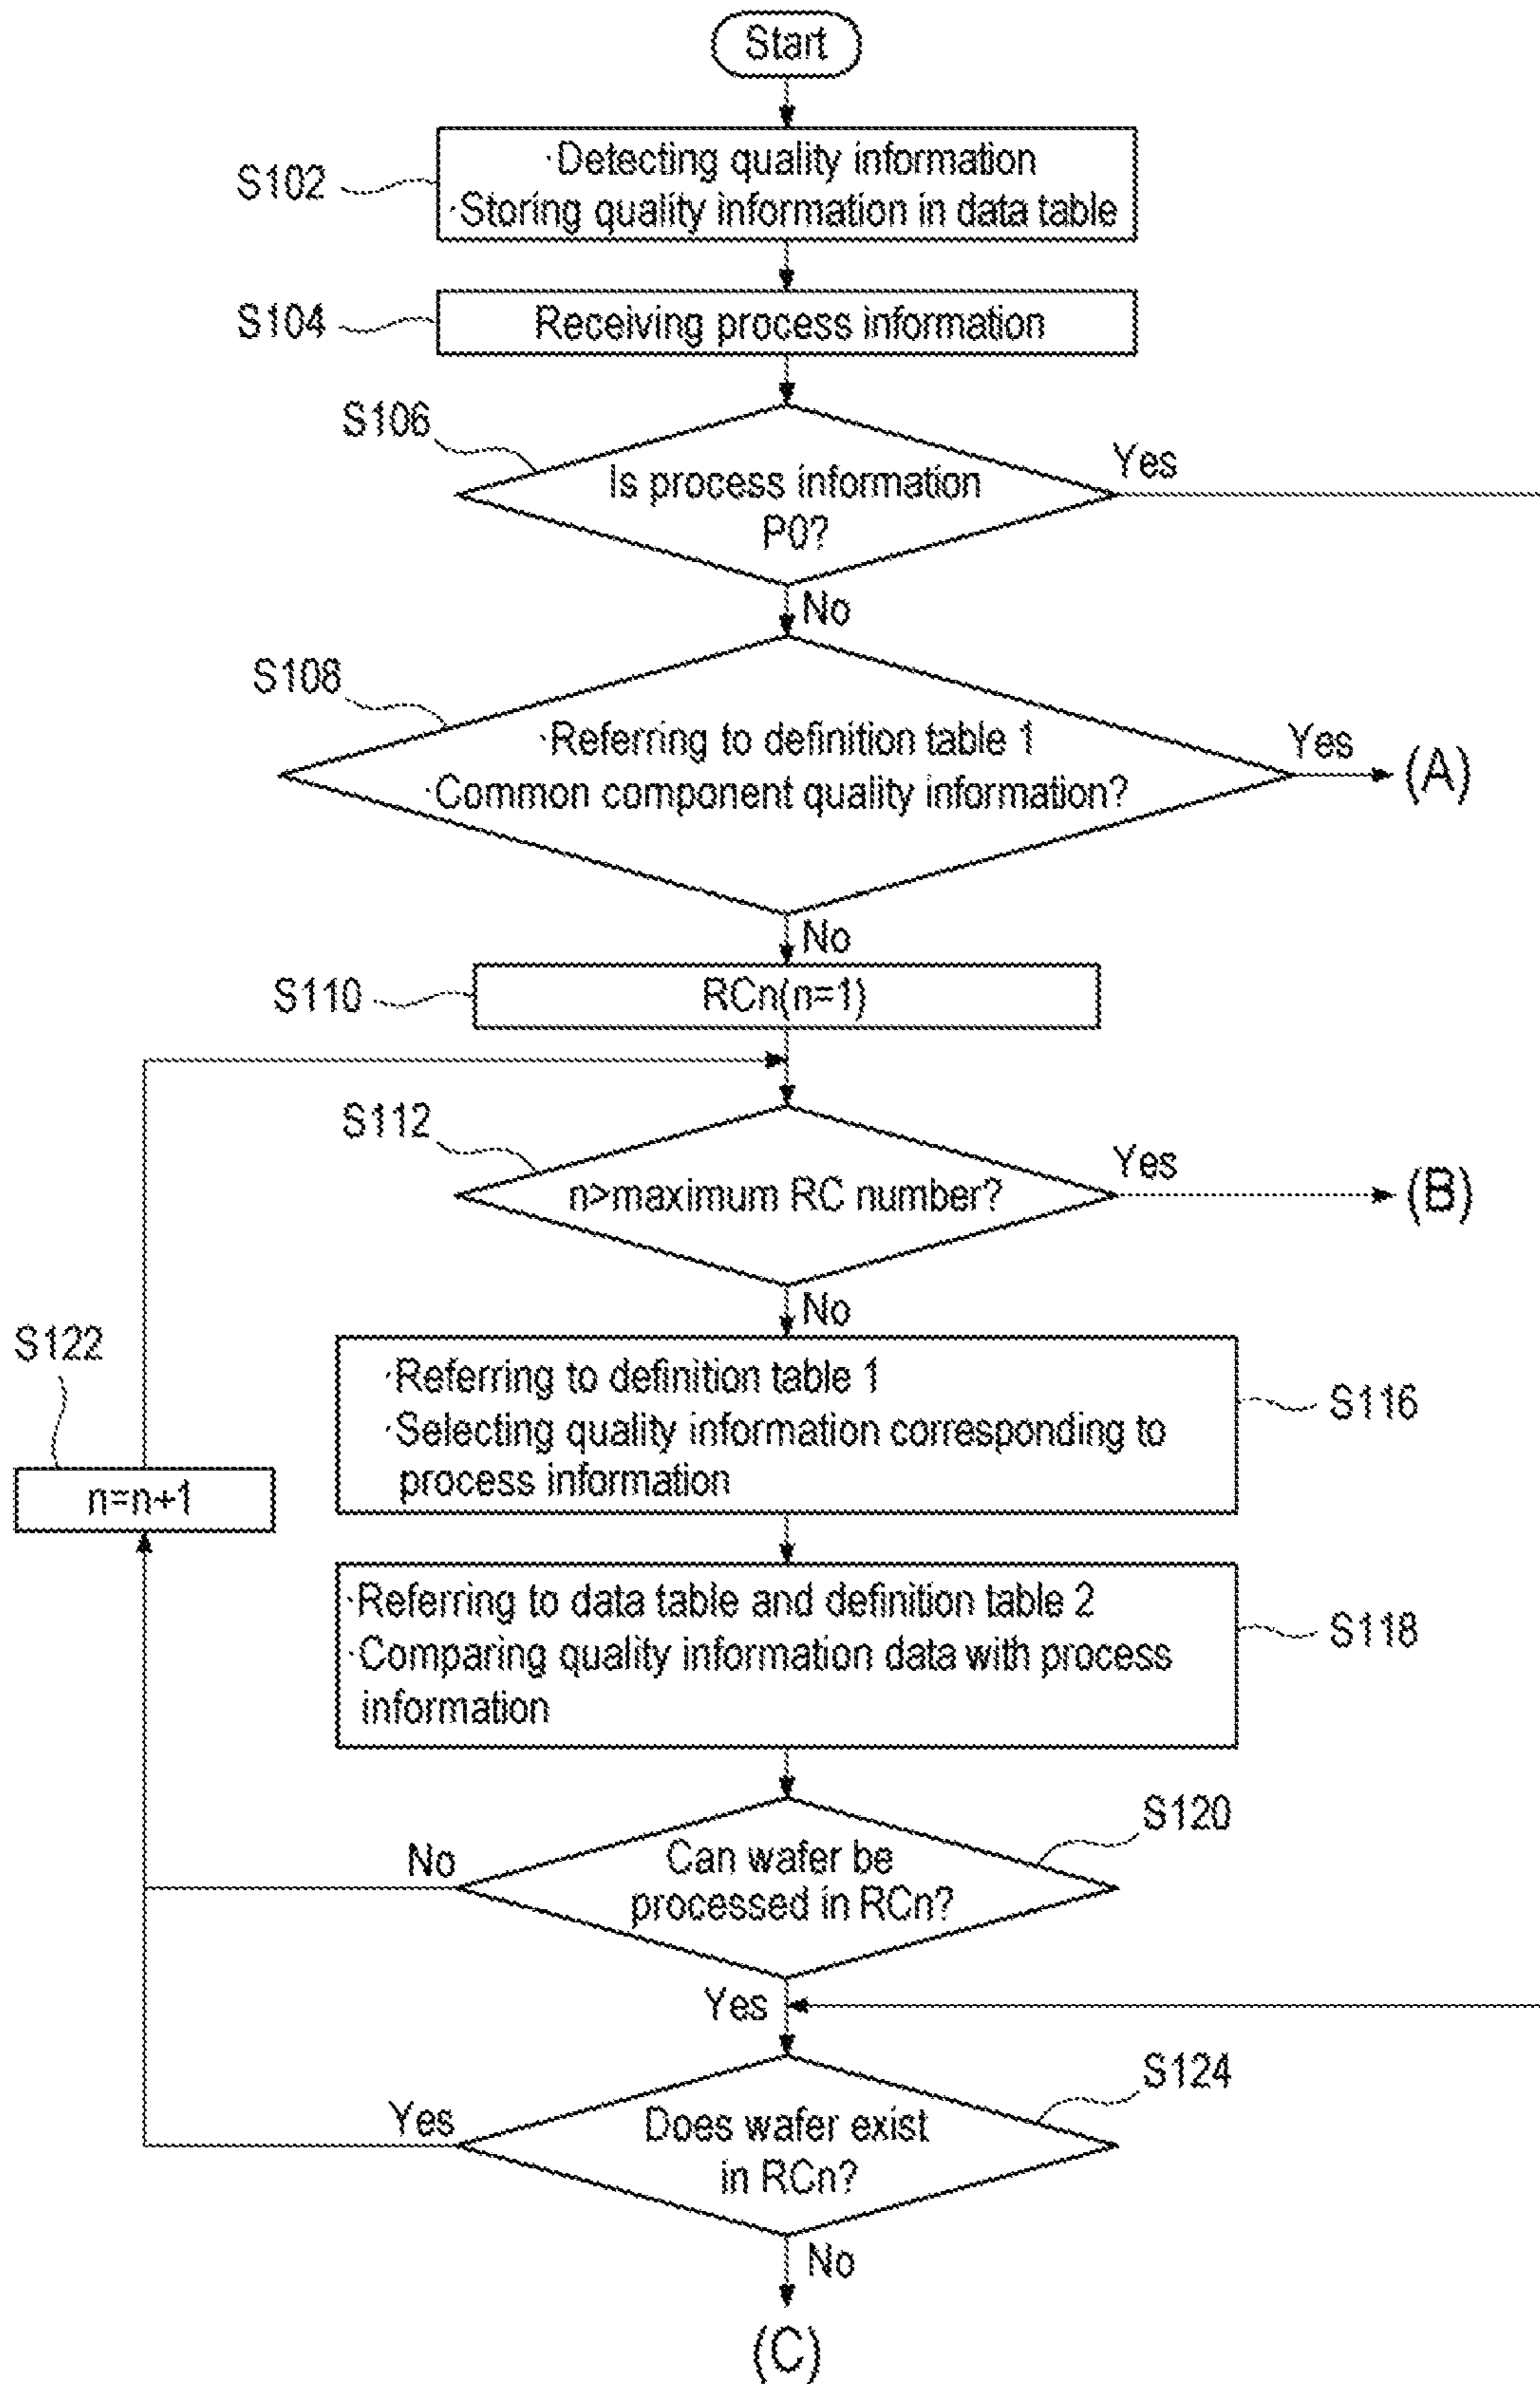 Start
S102
·Detecting quality information
·Storing quality information in data table
S104
Receiving process information
S106
Is process information
P0?
Yes
No
S108
·Referring to definition table 1
·Common component quality information?
Yes
(A)
No
S110
RCn(n=1)
S112
n>maximum RC number?
Yes
(B)
No
S122
n=n+1
·Referring to definition table 1
·Selecting quality information corresponding to
process information
S116
·Referring to data table and definition table 2
·Comparing quality information data with process
information
S118
S120
Can wafer be
processed in RCn?
No
Yes
S124
Does wafer exist
in RCn?
Yes
No
(C)